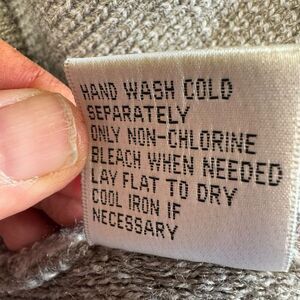 HAND WASH COLD
SEPARATELY
ONLY NON-CHLORINE
BLEACH WHEN NEEDED
LAY FLAT TO DRY
COOL IRON IF
NECESSARY